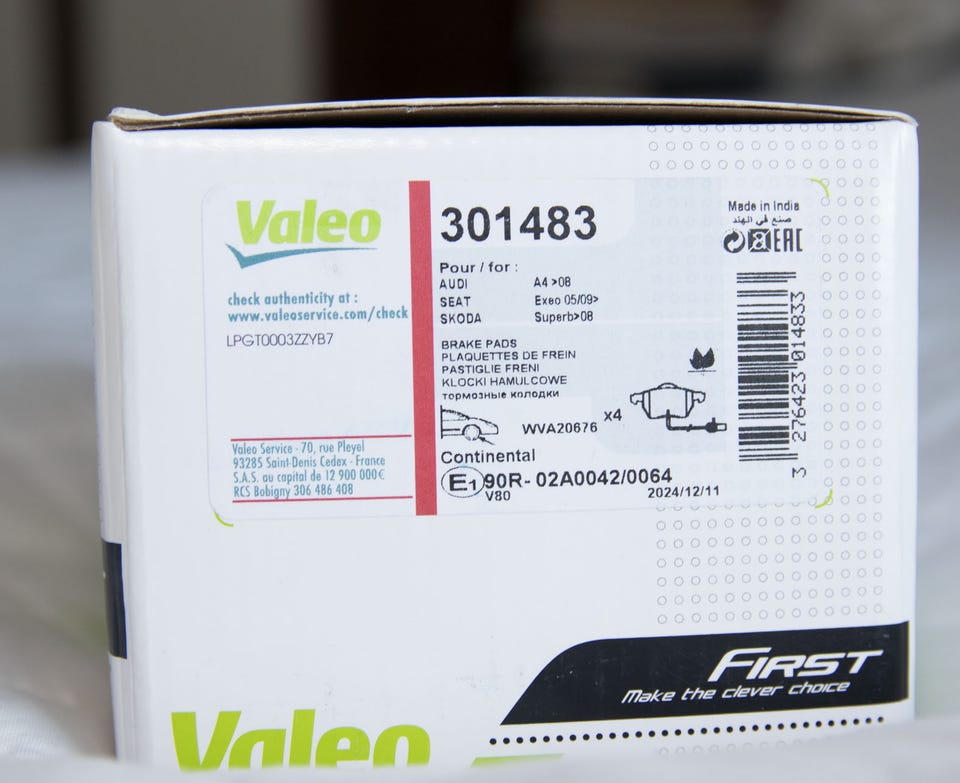 Valeo
check authenticity at :
www.valeoservice.com/check
LPGT0003ZZYB7
Valeo Service - 70, rue Pleyel
93285 Saint-Denis Cedex - France
S.A.S. au capital de 12 900 000€
RCS Bobigny 306 486 408
301483
Pour / for :
AUDI A4 >08
SEAT Exeo 05/09>
SKODA Superb>08
BRAKE PADS
PLAQUETTES DE FREIN
PASTIGLIE FRENI
KLOCKI HAMULCOWE
тормозные колодки
WVA20676 x4
Continental
E1 90R- 02A0042/0064
V80 2024/12/11
Made in India
صنع في الهند
EAC
3 276423 014833
FIRST
Make the clever choice
Valeo